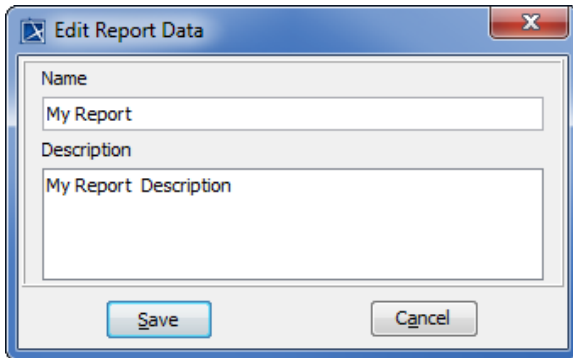 Edit Report Data
Name
My Report
Description
My Report Description
Save
Cancel